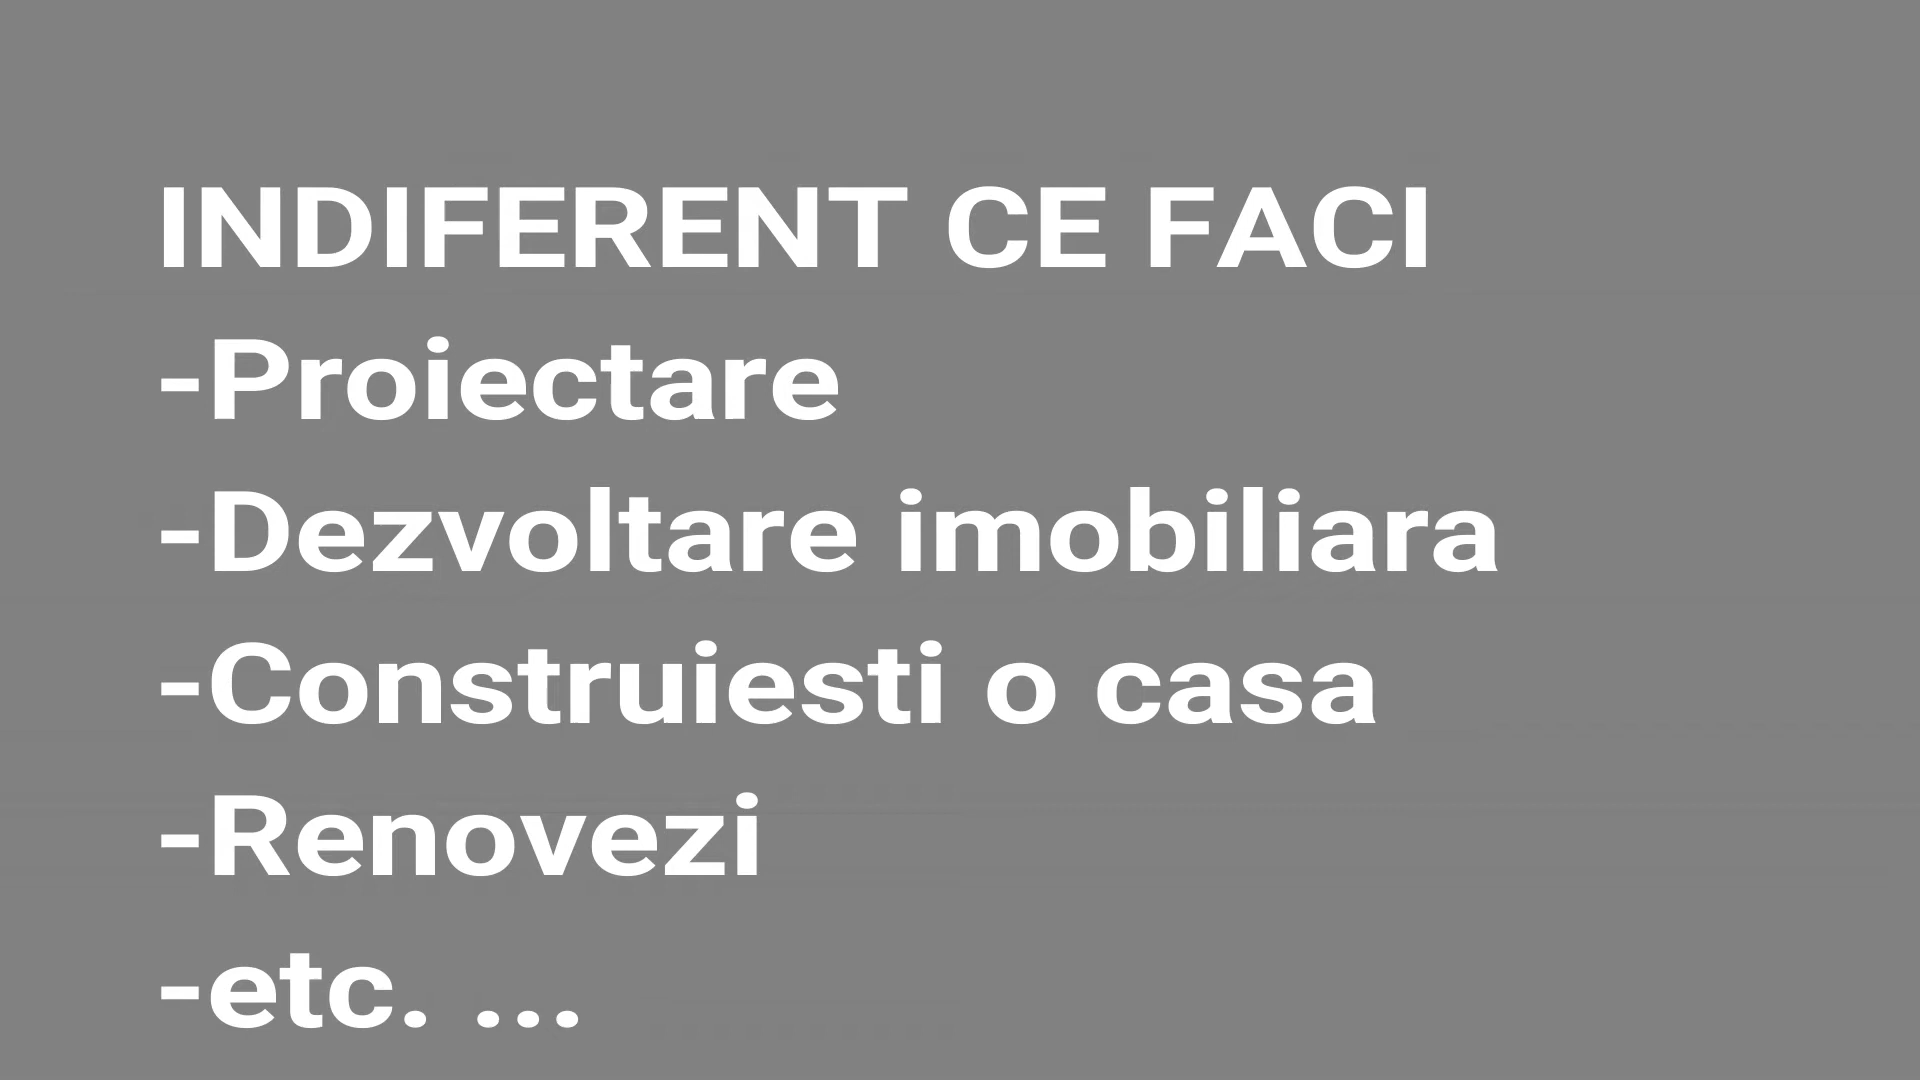 INDIFERENT CE FACI
-Proiectare
-Dezvoltare imobiliara
-Construiesti o casa
-Renovezi
-etc. ...